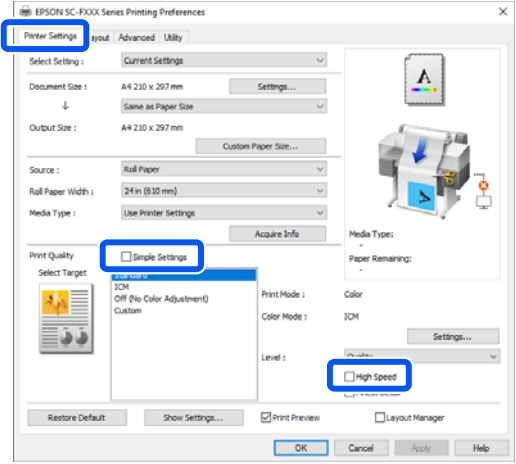 EPSON SC-FXXX Series Printing Preferences
Printer Settings
Advanced
Utility
Select Setting :
Current Settings
Document Size :
A4 210 x 297 mm
Settings...
Same as Paper Size
Output Size :
A4 210 x 297 mm
Custom Paper Size...
Source :
Roll Paper
Roll Paper Width :
24 in (610 mm)
Media Type :
Use Printer Settings
Acquire Info
A
A
Media Type:
-
Paper Remaining:
-
Print Quality
Simple Settings
Select Target
Standard
ICM
Off (No Color Adjustment)
Custom
Print Mode :
Color
Color Mode :
ICM
Settings...
Level :
Quality
High Speed
Restore Default
Show Settings...
Print Preview
Layout Manager
OK
Cancel
Apply
Help